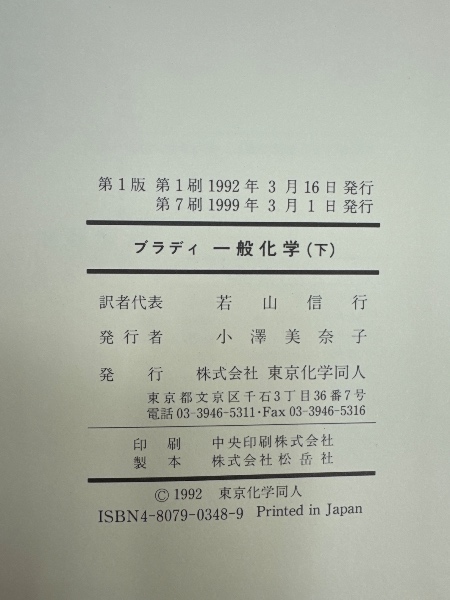 第1版 第1刷 1992年 3月16日 発行
第7刷 1999年 3月 1日 発行
ブラディ 一般化学(下)
訳者代表 若山信行
発行者 小澤美奈子
発行 株式会社 東京化学同人
東京都文京区千石3丁目36番7号
電話 03-3946-5311・Fax 03-3946-5316
印刷 中央印刷株式会社
製本 株式会社松岳社
© 1992 東京化学同人
ISBN4-8079-0348-9 Printed in Japan